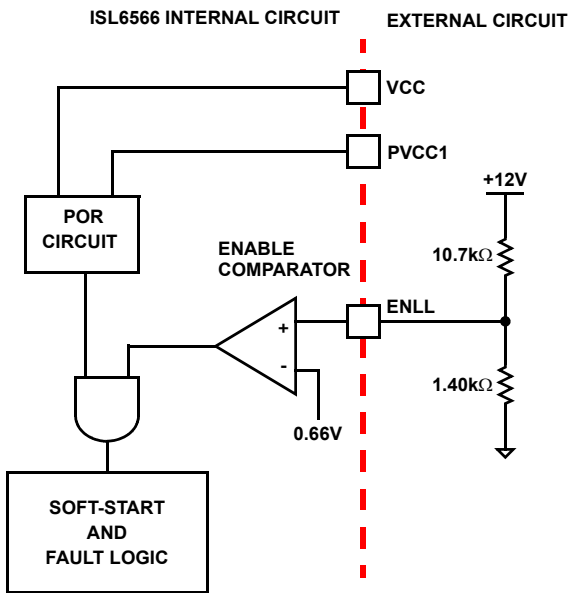 ISL6566 INTERNAL CIRCUIT
EXTERNAL CIRCUIT
VCC
PVCC1
+12V
POR
CIRCUIT
10.7kΩ
ENABLE
COMPARATOR
ENLL
+
-
1.40kΩ
0.66V
SOFT-START
AND
FAULT LOGIC